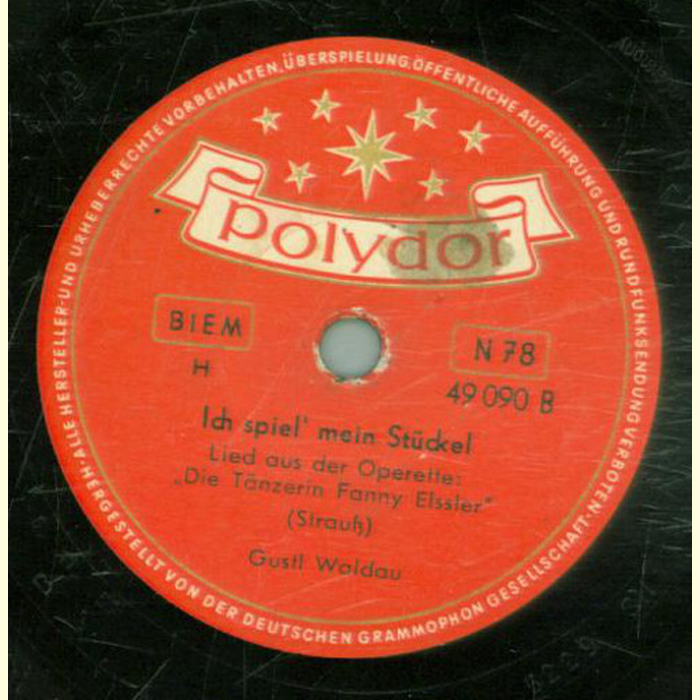 ALLE HERSTELLER- UND URHEBERRECHTE VORBEHALTEN. ÜBERSPIELUNG, ÖFFENTLICHE AUFFÜHRUNG UND RUNDFUNKSENDUNG VERBOTEN.
polydor
BIEM
N 78
H
49 090 B
Ich spiel' mein Stückel
Lied aus der Operette:
„Die Tänzerin Fanny Elssler"
(Strauß)
Gustl Waldau
HERGESTELLT VON DER DEUTSCHEN GRAMMOPHON GESELLSCHAFT